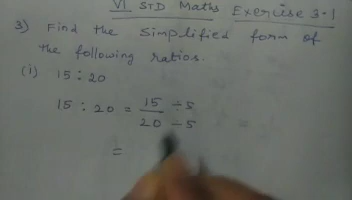 VI STD Maths Exercise 3.1
3) Find the simplified form of
the following ratios.
(i) 15 : 20
15 : 20 = 15 ÷ 5
20 ÷ 5
=